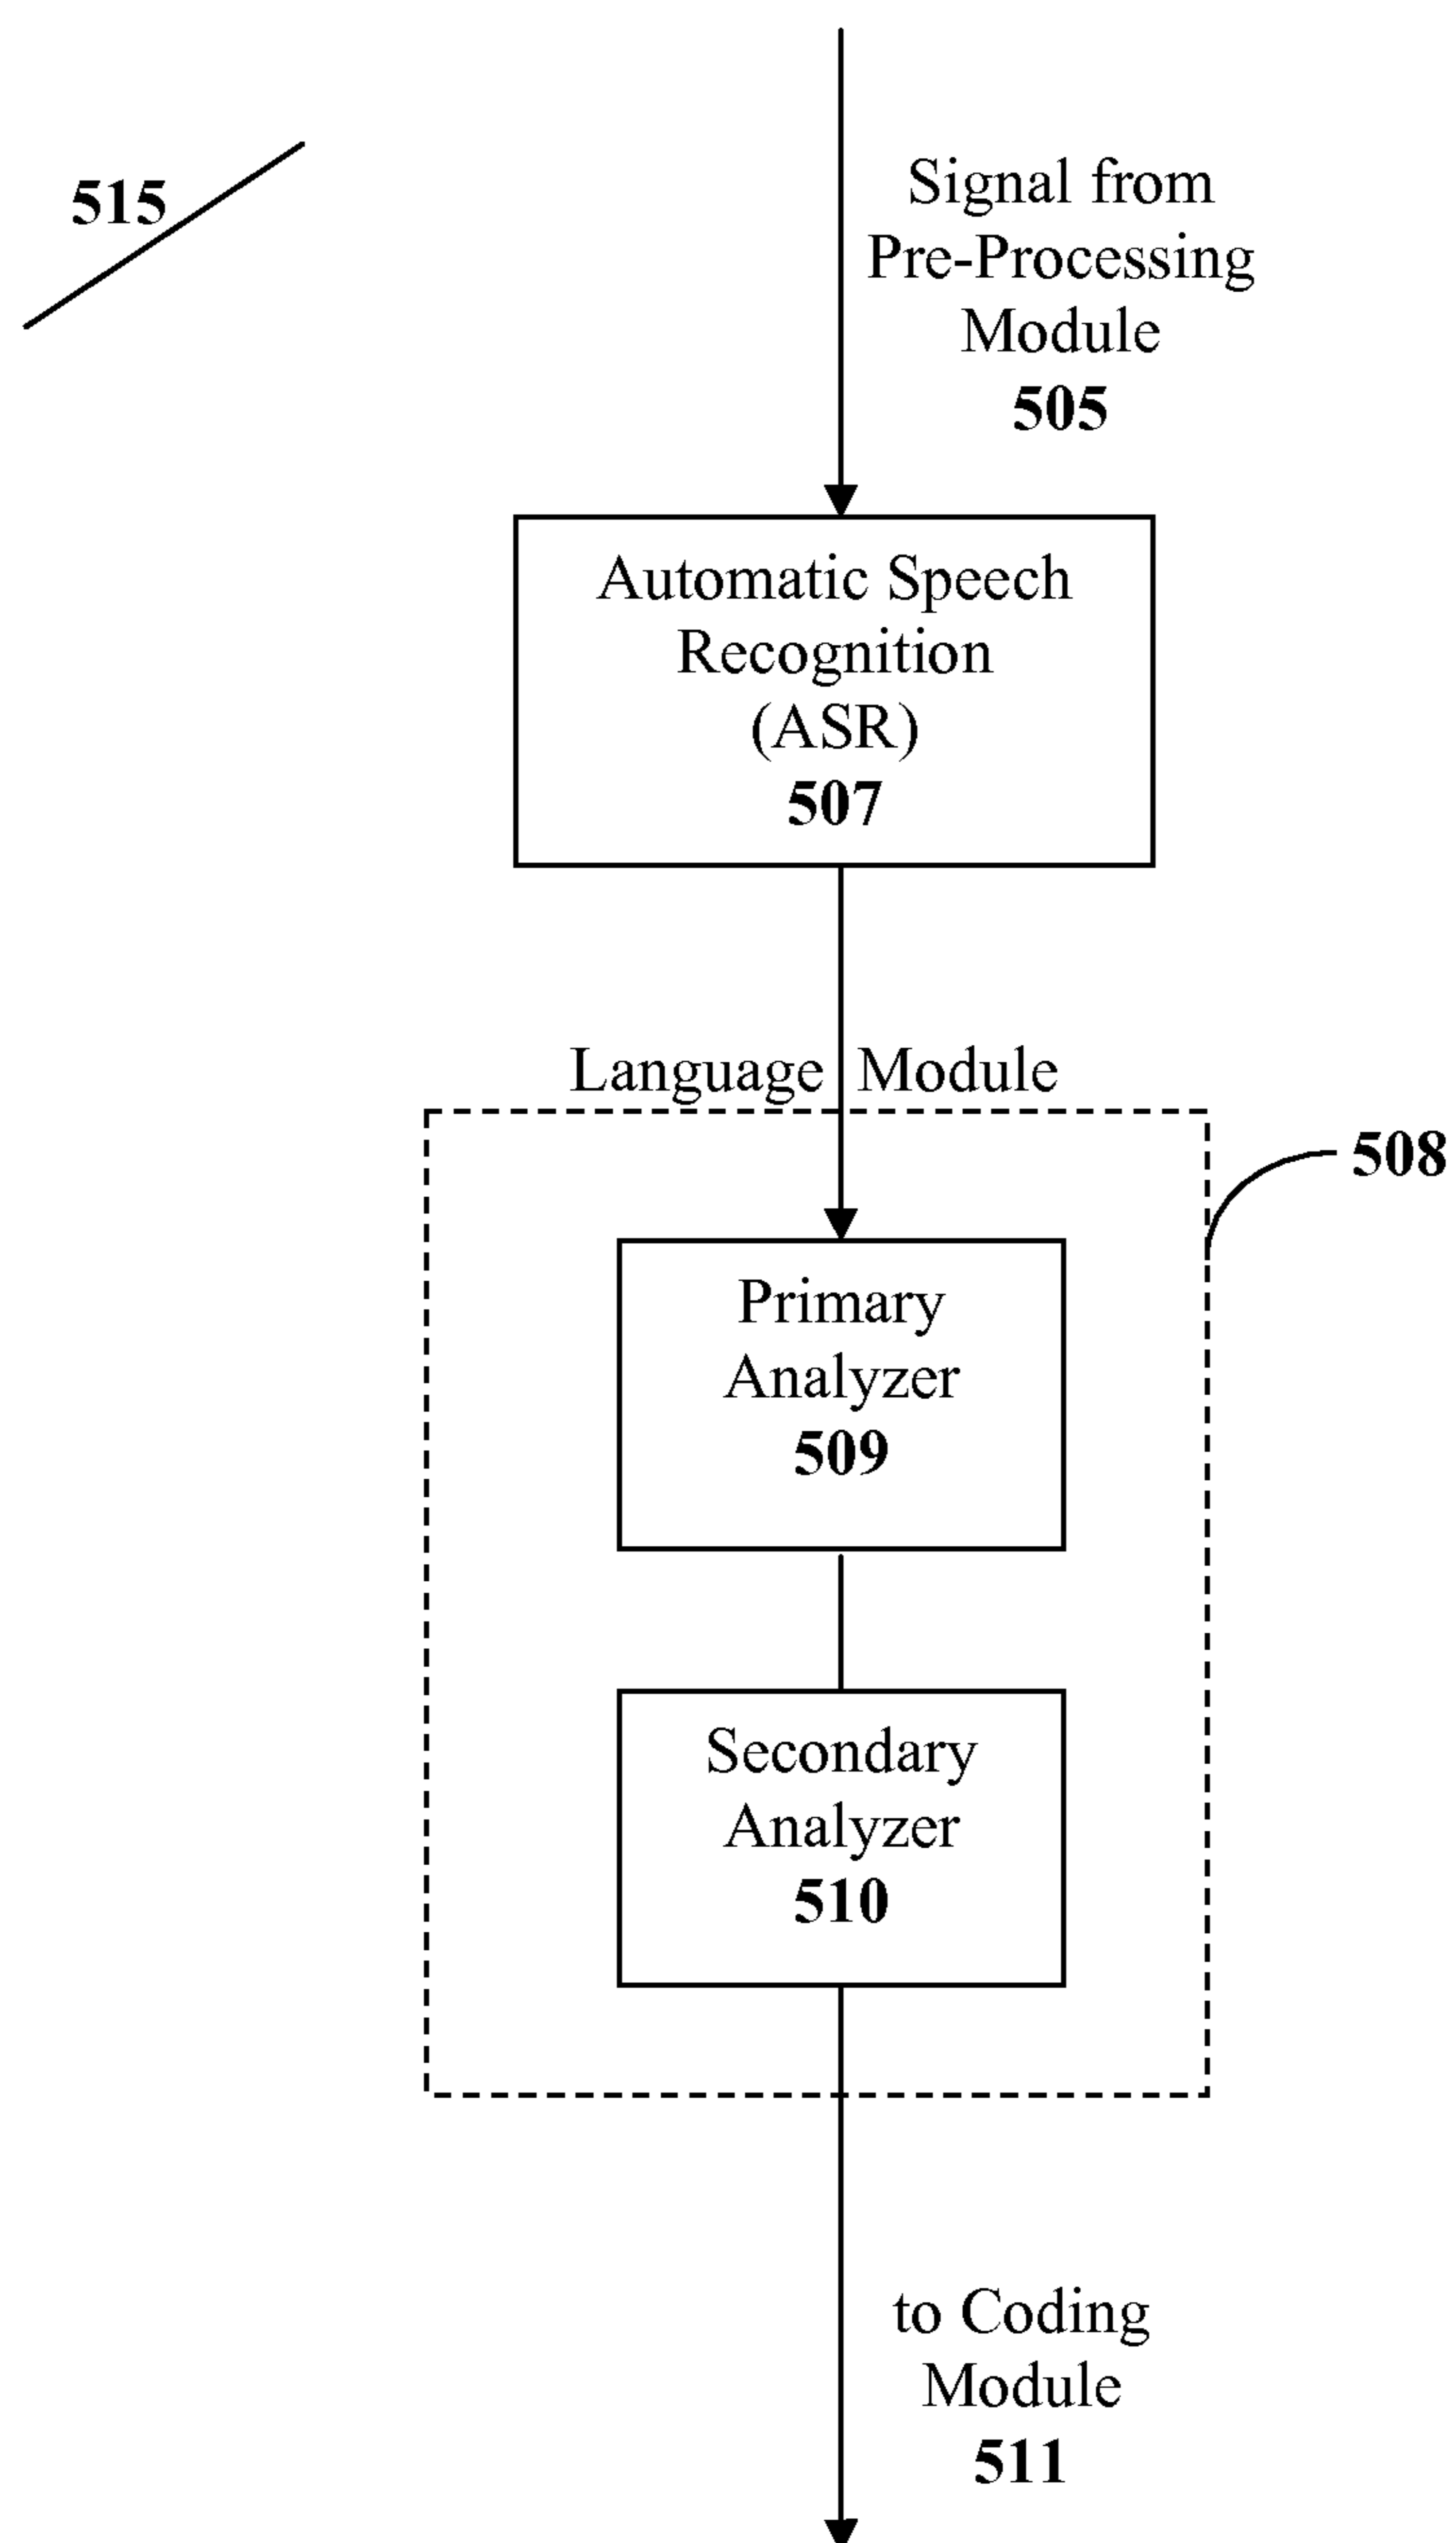 515
Signal from
Pre-Processing
Module
505
Automatic Speech
Recognition
(ASR)
507
Language Module
508
Primary
Analyzer
509
Secondary
Analyzer
510
to Coding
Module
511